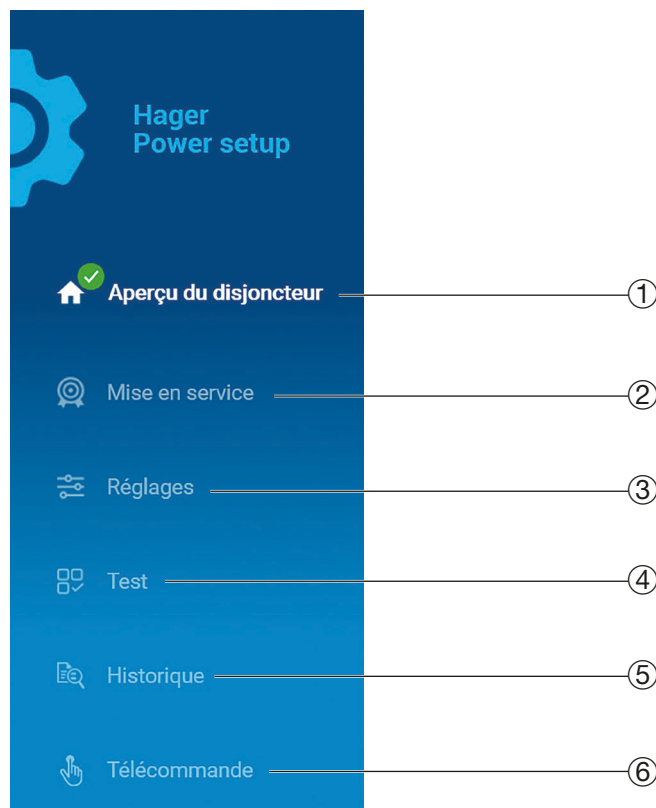 Hager
Power setup
Aperçu du disjoncteur ①
Mise en service ②
Réglages ③
Test ④
Historique ⑤
Télécommande ⑥